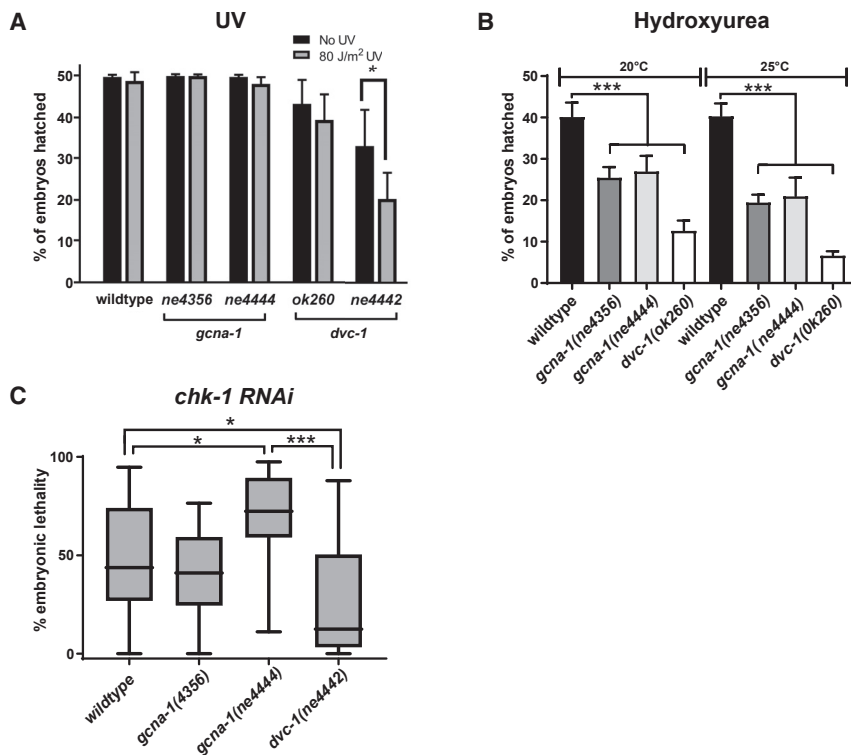 A
UV
No UV
80 J/m² UV
*
% of embryos hatched
50
40
30
20
10
0
wildtype ne4356 ne4444 ok260 ne4442
gcna-1 dvc-1
B
Hydroxyurea
20°C 25°C
*** ***
% of embryos hatched
50
40
30
20
10
0
wildtype
gcna-1(ne4356)
gcna-1(ne4444)
dvc-1(ok260)
wildtype
gcna-1(ne4356)
gcna-1( ne4444)
dvc-1(0k260)
C
chk-1 RNAi
*
* ***
% embryonic lethality
100
50
0
wildtype
gcna-1(4356)
gcna-1(ne4444)
dvc-1(ne4442)